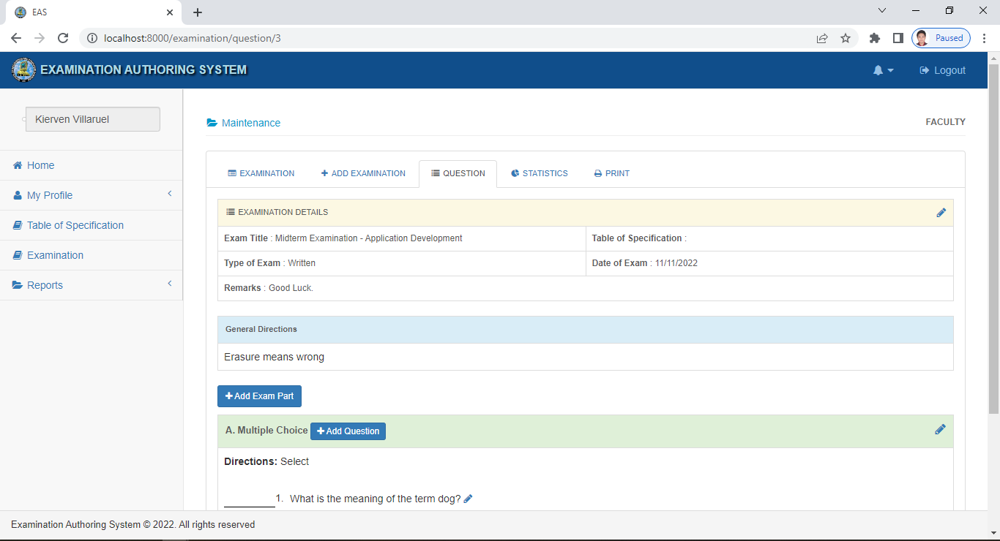 EAS
localhost:8000/examination/question/3
Paused
EXAMINATION AUTHORING SYSTEM
Logout
Kierven Villaruel
Home
My Profile
Table of Specification
Examination
Reports
Maintenance
FACULTY
EXAMINATION
ADD EXAMINATION
QUESTION
STATISTICS
PRINT
EXAMINATION DETAILS
Exam Title : Midterm Examination - Application Development
Table of Specification :
Type of Exam : Written
Date of Exam : 11/11/2022
Remarks : Good Luck.
General Directions
Erasure means wrong
Add Exam Part
A. Multiple Choice
Add Question
Directions: Select
1. What is the meaning of the term dog?
Examination Authoring System © 2022. All rights reserved